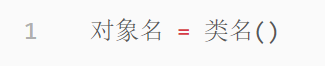 1 对象名 = 类名()